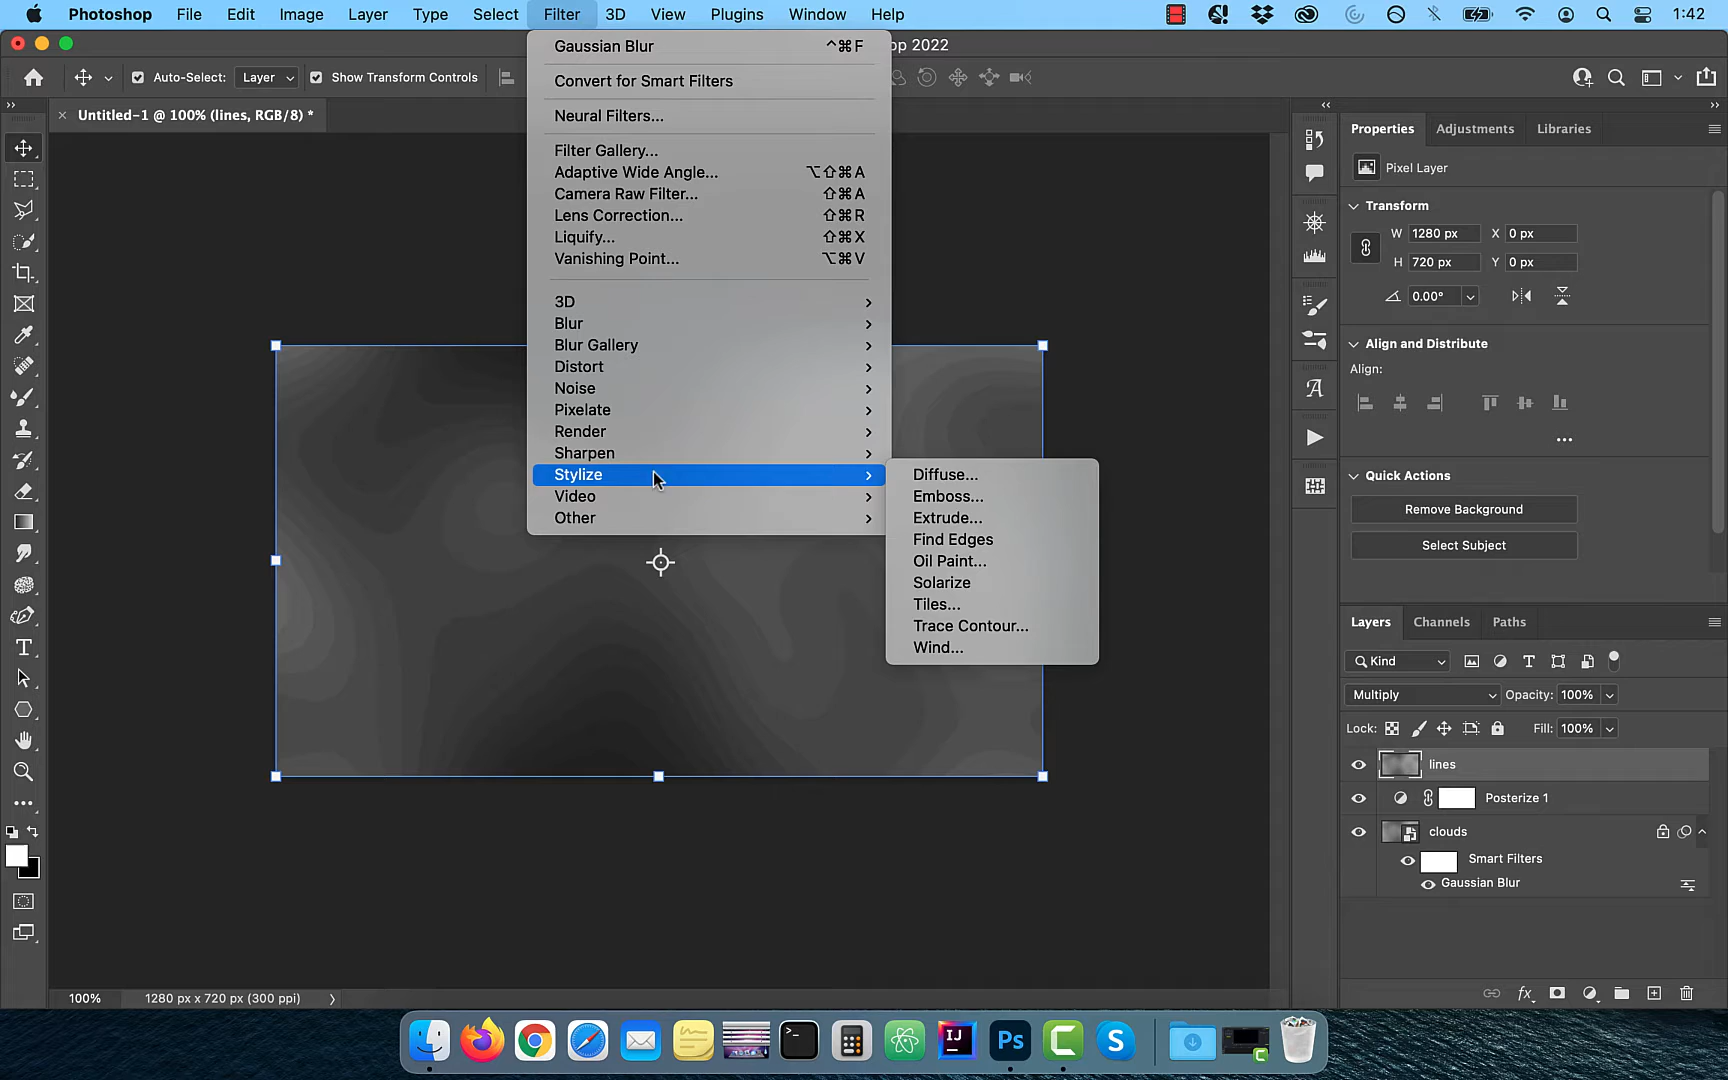 Photoshop File Edit Image Layer Type Select Filter 3D View Plugins Window Help 1:42
op 2022
Auto-Select: Layer Show Transform Controls
× Untitled-1 @ 100% (lines, RGB/8) *
Gaussian Blur ^⌘F
Convert for Smart Filters
Neural Filters...
Filter Gallery...
Adaptive Wide Angle... ⌥⇧⌘A
Camera Raw Filter... ⇧⌘A
Lens Correction... ⇧⌘R
Liquify... ⇧⌘X
Vanishing Point... ⌥⌘V
3D
Blur
Blur Gallery
Distort
Noise
Pixelate
Render
Sharpen
Stylize
Video
Other
Diffuse...
Emboss...
Extrude...
Find Edges
Oil Paint...
Solarize
Tiles...
Trace Contour...
Wind...
Properties Adjustments Libraries
Pixel Layer
Transform
W 1280 px X 0 px
H 720 px Y 0 px
0.00°
Align and Distribute
Align:
Quick Actions
Remove Background
Select Subject
Layers Channels Paths
Kind
Multiply Opacity: 100%
Lock: Fill: 100%
lines
Posterize 1
clouds
Smart Filters
Gaussian Blur
fx
100% 1280 px x 720 px (300 ppi)
IJ
Ps